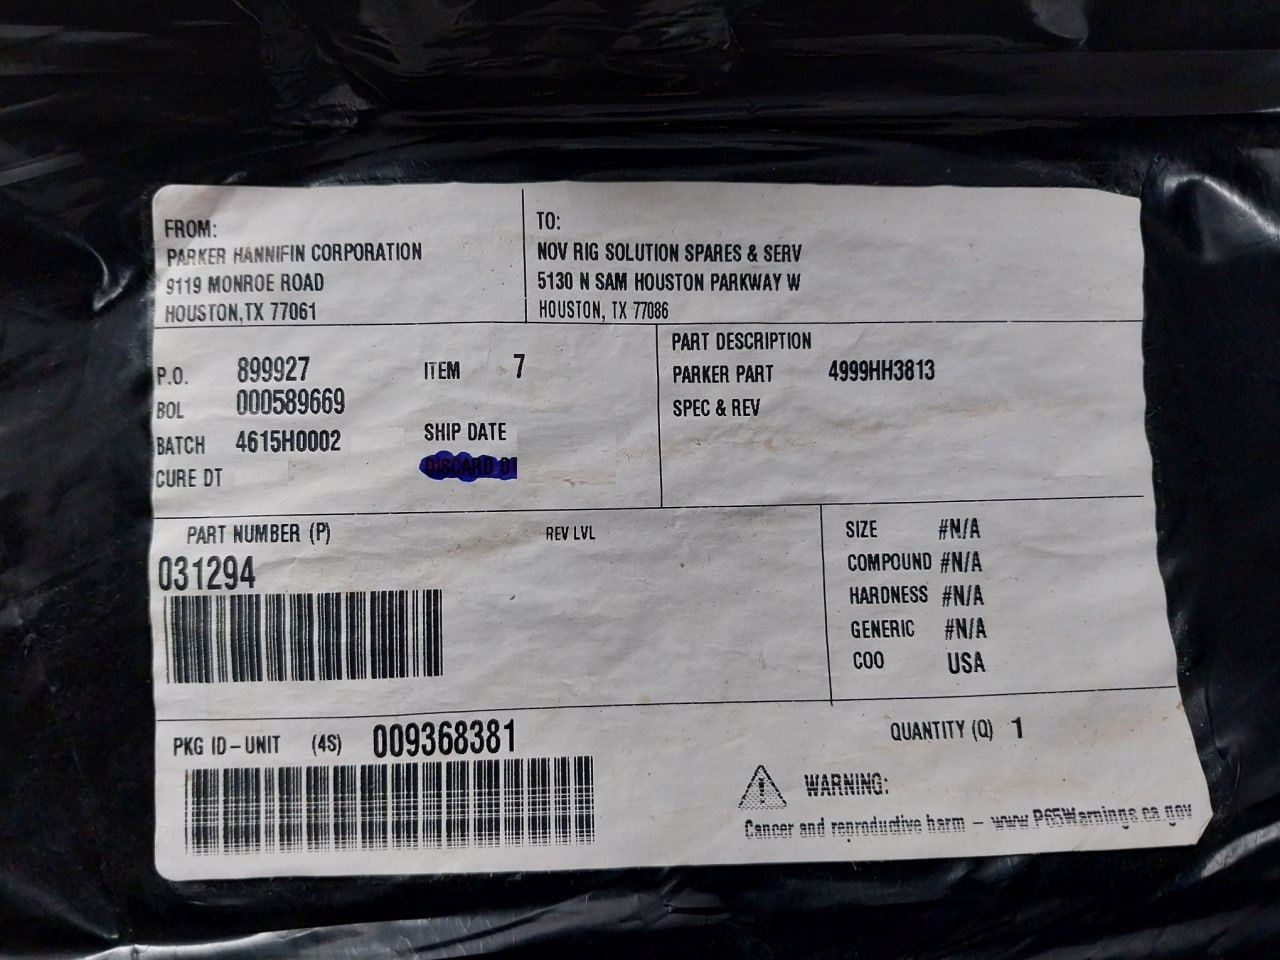 FROM:
PARKER HANNIFIN CORPORATION
9119 MONROE ROAD
HOUSTON,TX 77061
TO:
NOV RIG SOLUTION SPARES & SERV
5130 N SAM HOUSTON PARKWAY W
HOUSTON, TX 77086
P.O. 899927 ITEM 7
BOL 000589669
BATCH 4615H0002 SHIP DATE
CURE DT DISCARD DT
PART DESCRIPTION
PARKER PART 4999HH3813
SPEC & REV
PART NUMBER (P) REV LVL
031294
SIZE #N/A
COMPOUND #N/A
HARDNESS #N/A
GENERIC #N/A
COO USA
PKG ID-UNIT (4S) 009368381
QUANTITY (Q) 1
WARNING:
Cancer and reproductive harm - www.P65Warnings.ca.gov